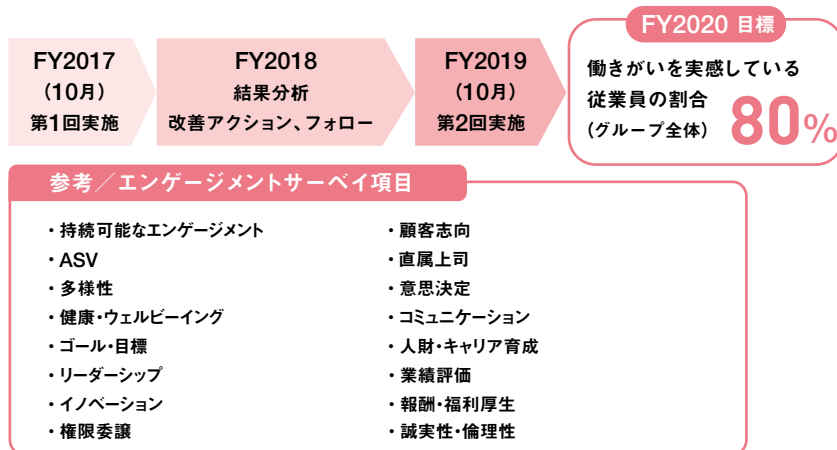 FY2017
(10月)
第1回実施
FY2018
結果分析
改善アクション、フォロー
FY2019
(10月)
第2回実施
FY2020 目標
働きがいを実感している
従業員の割合
(グループ全体) 80%
参考／エンゲージメントサーベイ項目
・持続可能なエンゲージメント
・ASV
・多様性
・健康・ウェルビーイング
・ゴール・目標
・リーダーシップ
・イノベーション
・権限委譲
・顧客志向
・直属上司
・意思決定
・コミュニケーション
・人財・キャリア育成
・業績評価
・報酬・福利厚生
・誠実性・倫理性